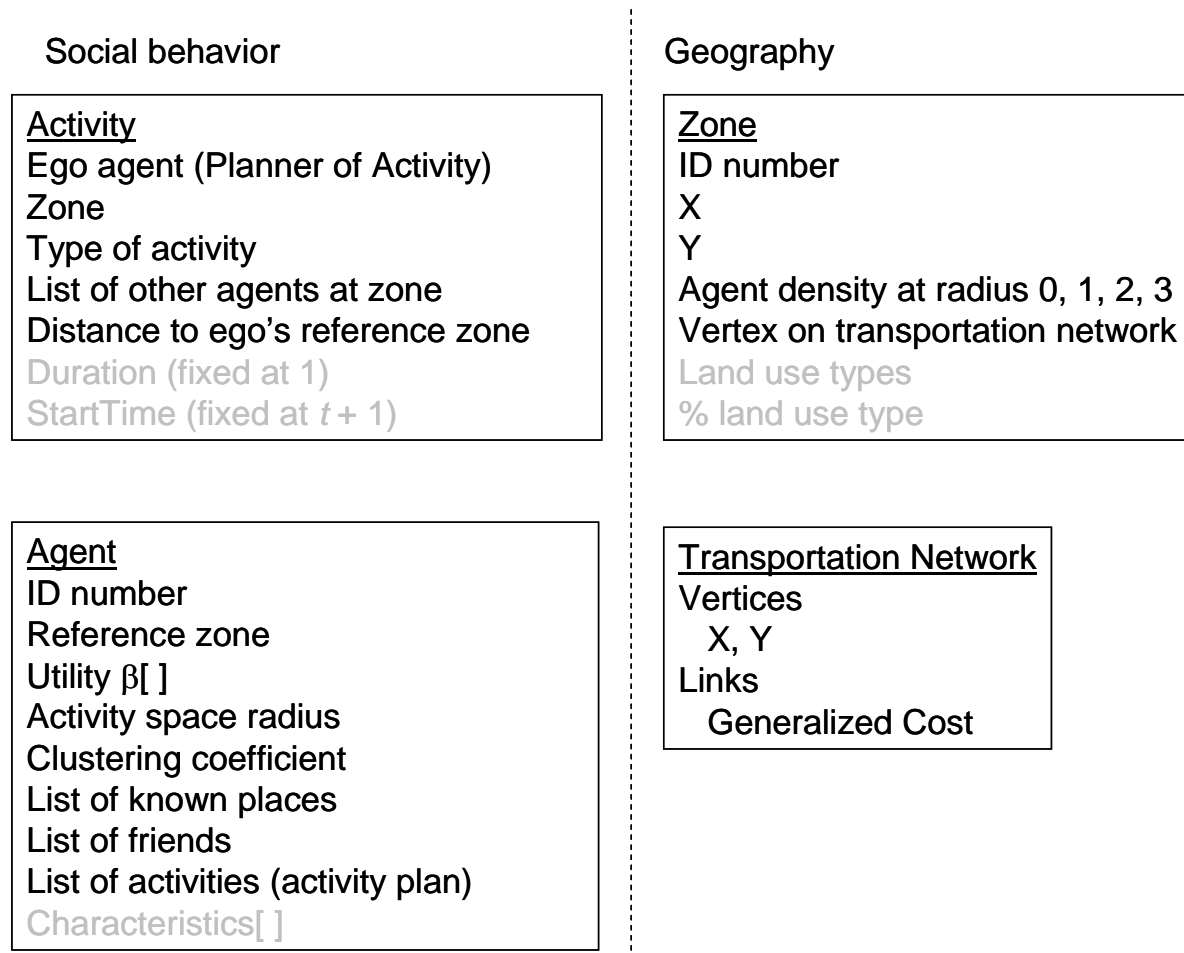 Social behavior
Activity
Ego agent (Planner of Activity)
Zone
Type of activity
List of other agents at zone
Distance to ego's reference zone
Duration (fixed at 1)
StartTime (fixed at t + 1)
Agent
ID number
Reference zone
Utility β[ ]
Activity space radius
Clustering coefficient
List of known places
List of friends
List of activities (activity plan)
Characteristics[ ]
Geography
Zone
ID number
X
Y
Agent density at radius 0, 1, 2, 3
Vertex on transportation network
Land use types
% land use type
Transportation Network
Vertices
X, Y
Links
Generalized Cost